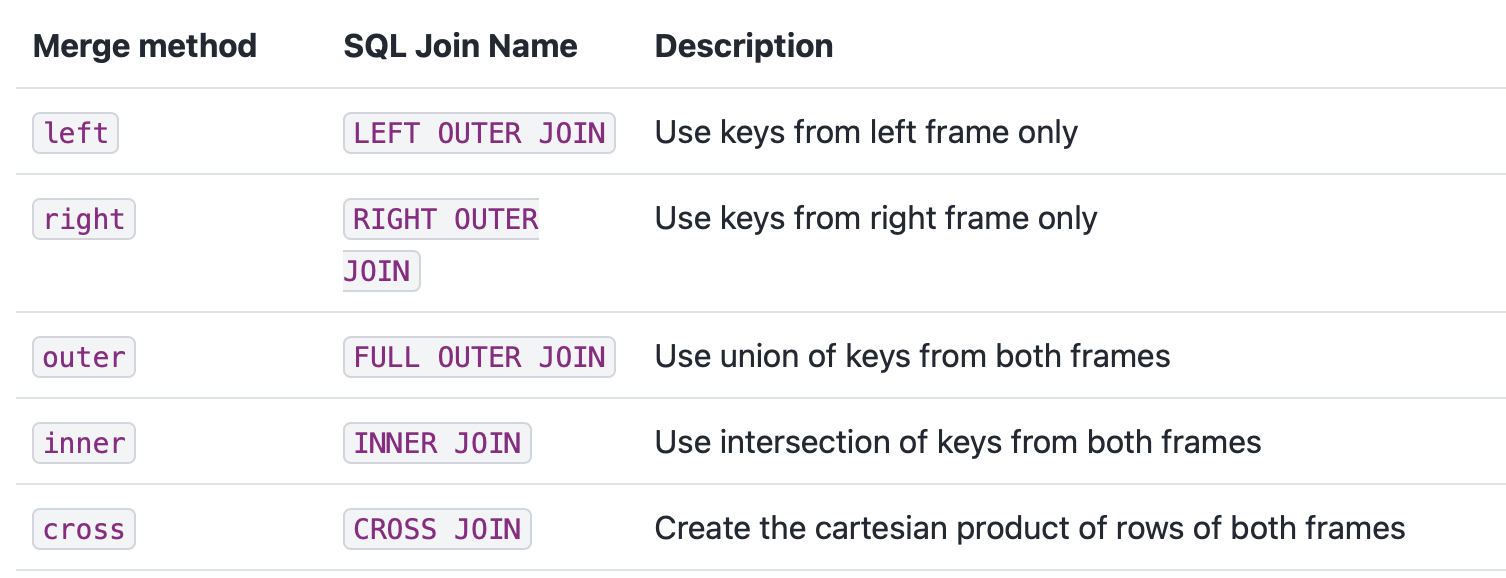 Merge method SQL Join Name Description
left LEFT OUTER JOIN Use keys from left frame only
right RIGHT OUTER Use keys from right frame only
JOIN
outer FULL OUTER JOIN Use union of keys from both frames
inner INNER JOIN Use intersection of keys from both frames
cross CROSS JOIN Create the cartesian product of rows of both frames